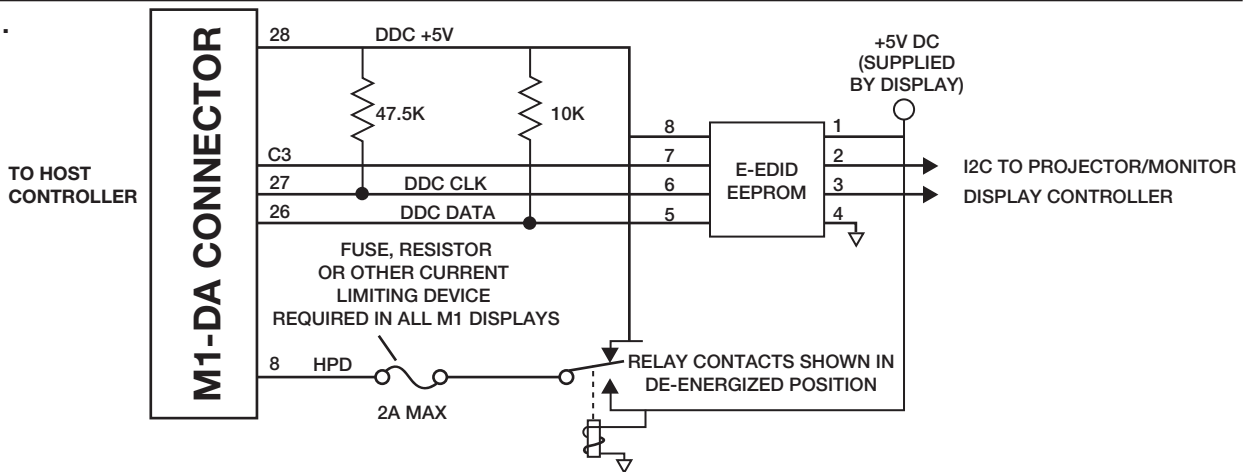 M1-DA CONNECTOR
TO HOST
CONTROLLER
28 DDC +5V
47.5K
10K
C3
27 DDC CLK
26 DDC DATA
FUSE, RESISTOR
OR OTHER CURRENT
LIMITING DEVICE
REQUIRED IN ALL M1 DISPLAYS
8 HPD
2A MAX
8
7
6
5
E-EDID
EEPROM
1
2
3
4
+5V DC
(SUPPLIED
BY DISPLAY)
I2C TO PROJECTOR/MONITOR
DISPLAY CONTROLLER
RELAY CONTACTS SHOWN IN
DE-ENERGIZED POSITION